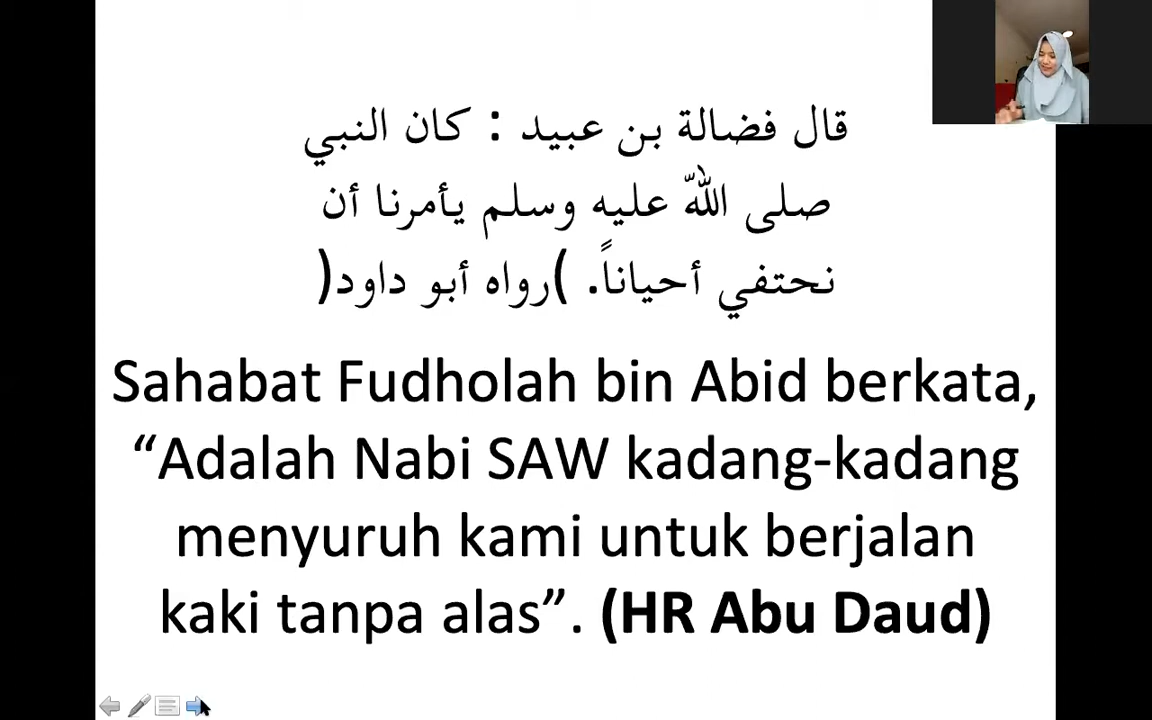 قال فضالة بن عبيد : كان النبي
صلى الله عليه وسلم يأمرنا أن
نحتفي أحياناً. )رواه أبو داود(
Sahabat Fudholah bin Abid berkata,
“Adalah Nabi SAW kadang-kadang
menyuruh kami untuk berjalan
kaki tanpa alas”. (HR Abu Daud)